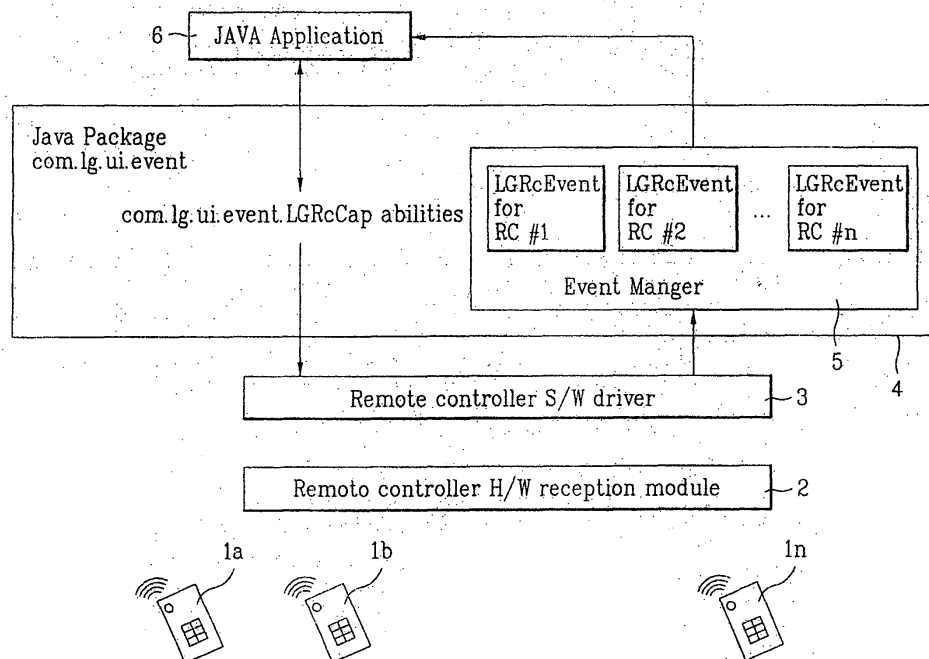 6
JAVA Application
Java Package
com.lg.ui.event
com.lg.ui.event.LGRcCap abilities
LGRcEvent
for
RC #1
LGRcEvent
for
RC #2
...
LGRcEvent
for
RC #n
Event Manger
5
4
Remote controller S/W driver
3
Remoto controller H/W reception module
2
1a
1b
1n